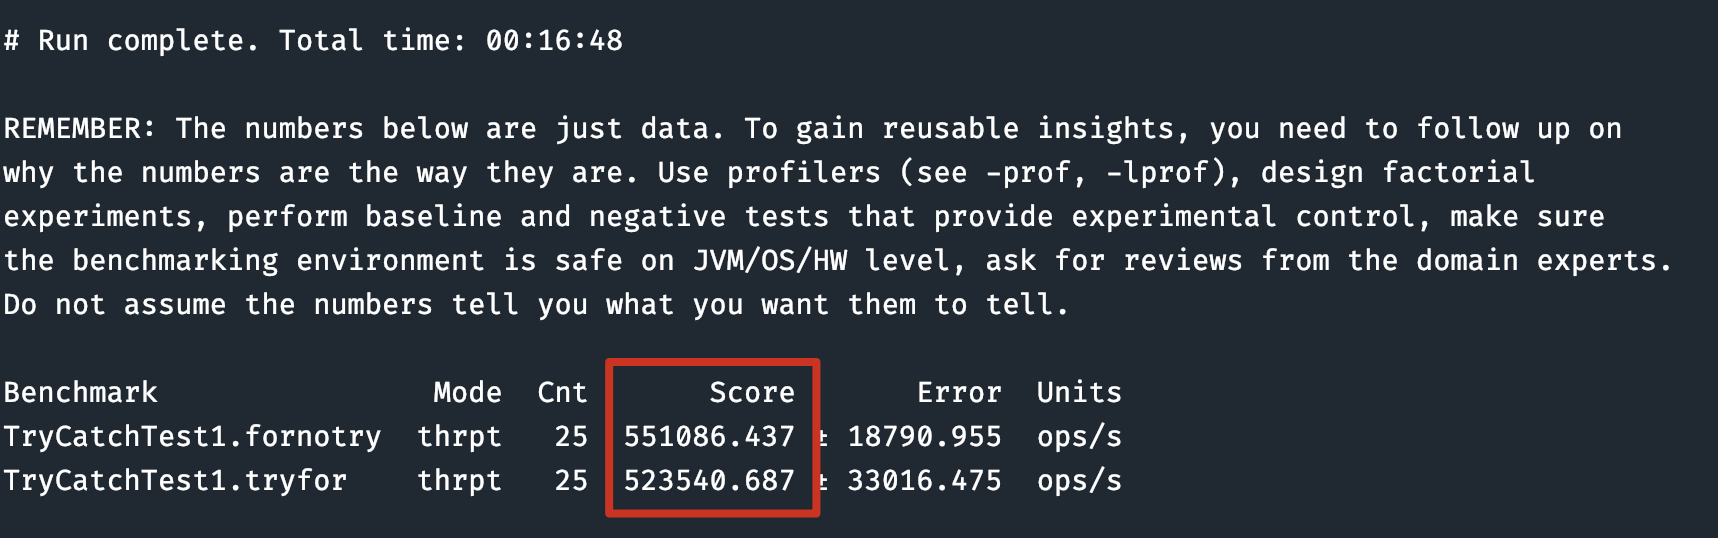 # Run complete. Total time: 00:16:48
REMEMBER: The numbers below are just data. To gain reusable insights, you need to follow up on
why the numbers are the way they are. Use profilers (see -prof, -lprof), design factorial
experiments, perform baseline and negative tests that provide experimental control, make sure
the benchmarking environment is safe on JVM/OS/HW level, ask for reviews from the domain experts.
Do not assume the numbers tell you what you want them to tell.
Benchmark Mode Cnt Score Error Units
TryCatchTest1.fornotry thrpt 25 551086.437 ± 18790.955 ops/s
TryCatchTest1.tryfor thrpt 25 523540.687 ± 33016.475 ops/s